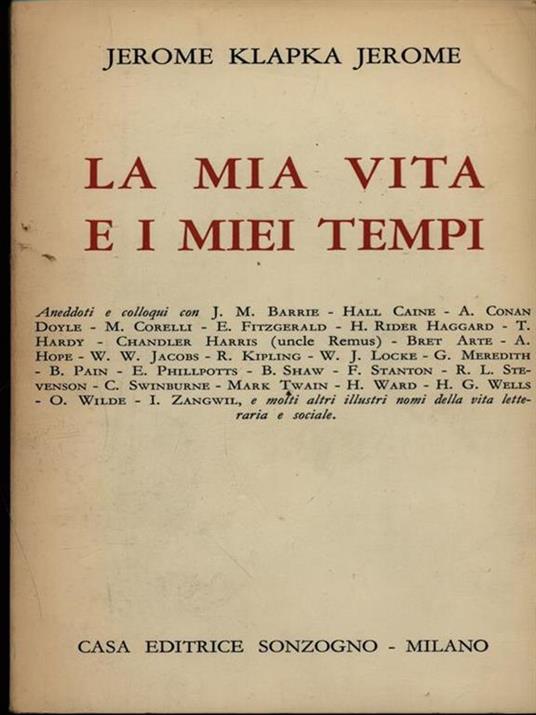 JEROME KLAPKA JEROME
LA MIA VITA
E I MIEI TEMPI
Aneddoti e colloqui con J. M. BARRIE - HALL CAINE - A. CONAN
DOYLE - M. CORELLI - E. FITZGERALD - H. RIDER HAGGARD - T.
HARDY - CHANDLER HARRIS (uncle Remus) - BRET ARTE - A.
HOPE - W. W. JACOBS - R. KIPLING - W. J. LOCKE - G. MEREDITH
- B. PAIN - E. PHILLPOTTS - B. SHAW - F. STANTON - R. L. STE-
VENSON - C. SWINBURNE - MARK TWAIN - H. WARD - H. G. WELLS
- O. WILDE - I. ZANGWIL, e molti altri illustri nomi della vita lette-
raria e sociale.
CASA EDITRICE SONZOGNO - MILANO